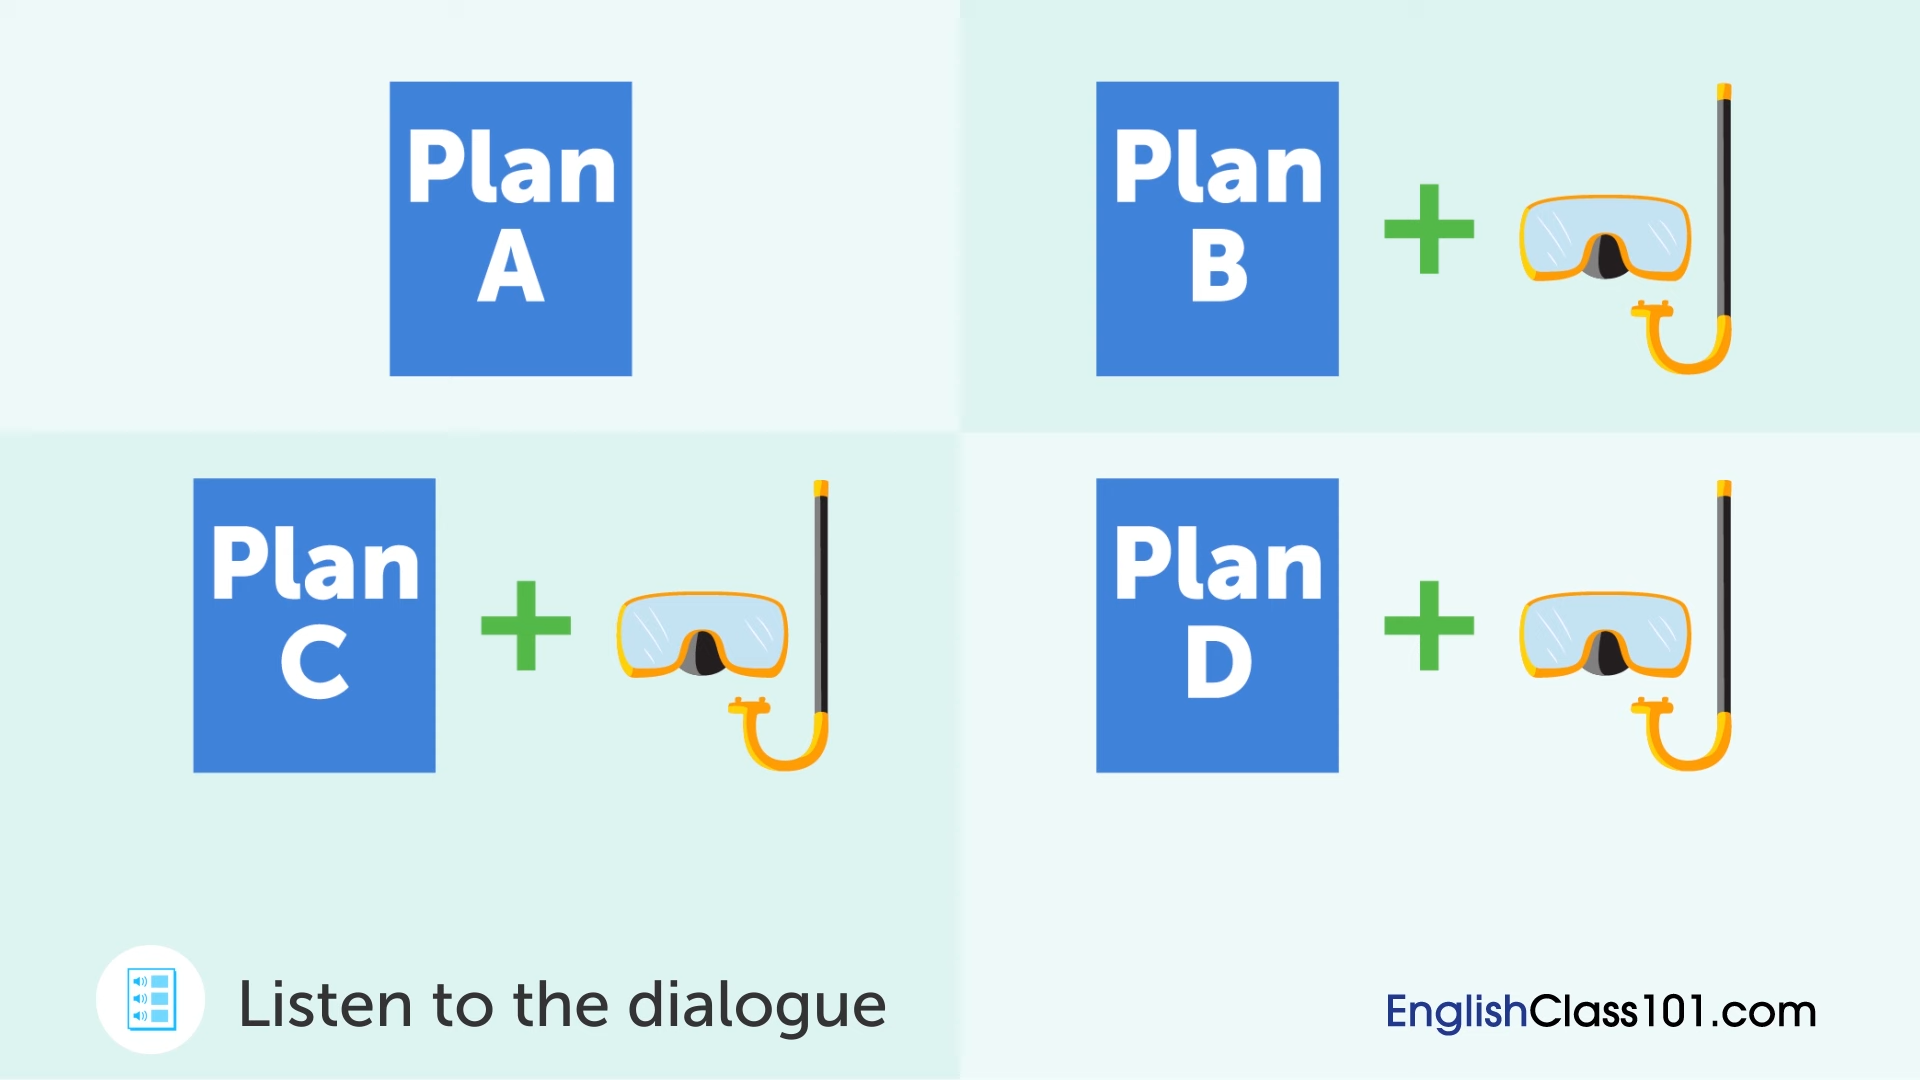 Plan
A
Plan
B
Plan
C
Plan
D
Listen to the dialogue
EnglishClass101.com